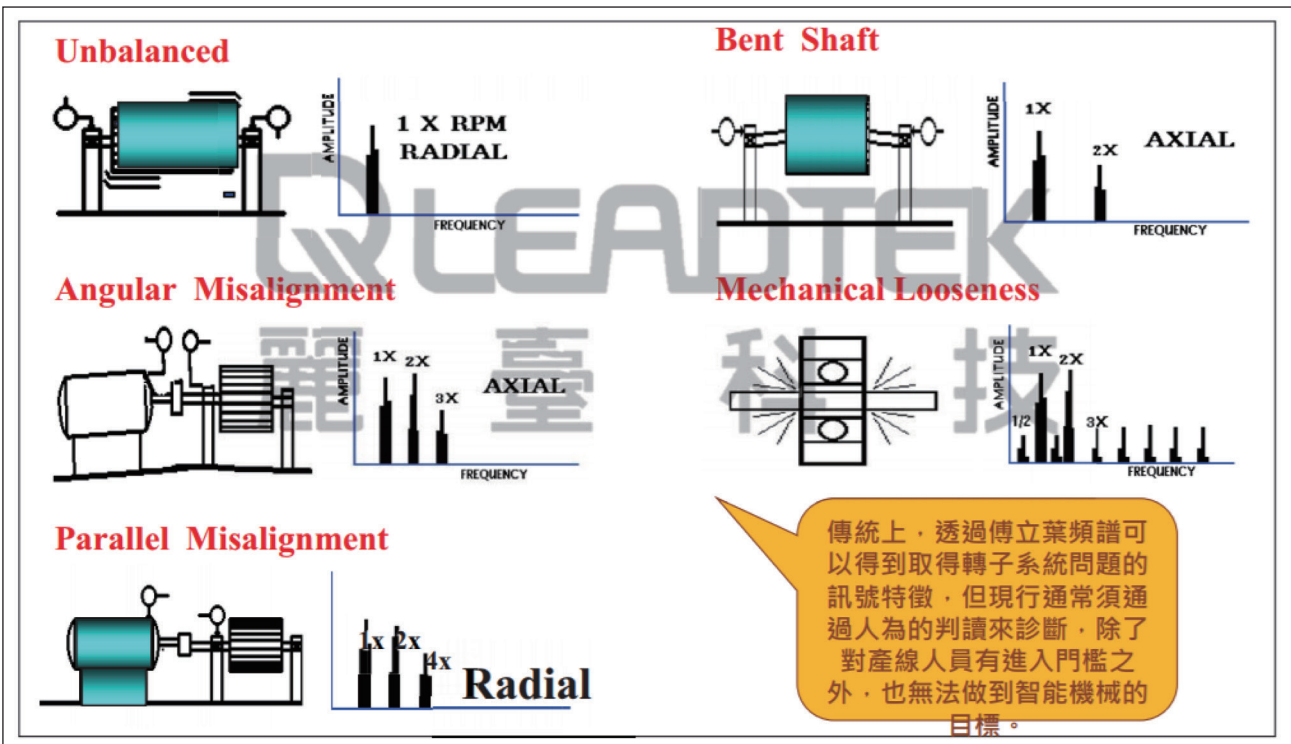 Unbalanced
AMPLITUDE
1 X RPM
RADIAL
FREQUENCY
Bent Shaft
AMPLITUDE
1X
2X
AXIAL
FREQUENCY
LEADTEK
麗臺科技
Angular Misalignment
AMPLITUDE
1X 2X
3X
AXIAL
FREQUENCY
Mechanical Looseness
AMPLITUDE
1X
2X
1/2
3X
FREQUENCY
Parallel Misalignment
1x 2x
4x
Radial
傳統上,透過傅立葉頻譜可
以得到取得轉子系統問題的
訊號特徵,但現行通常須通
過人為的判讀來診斷,除了
對產線人員有進入門檻之
外,也無法做到智能機械的
目標。